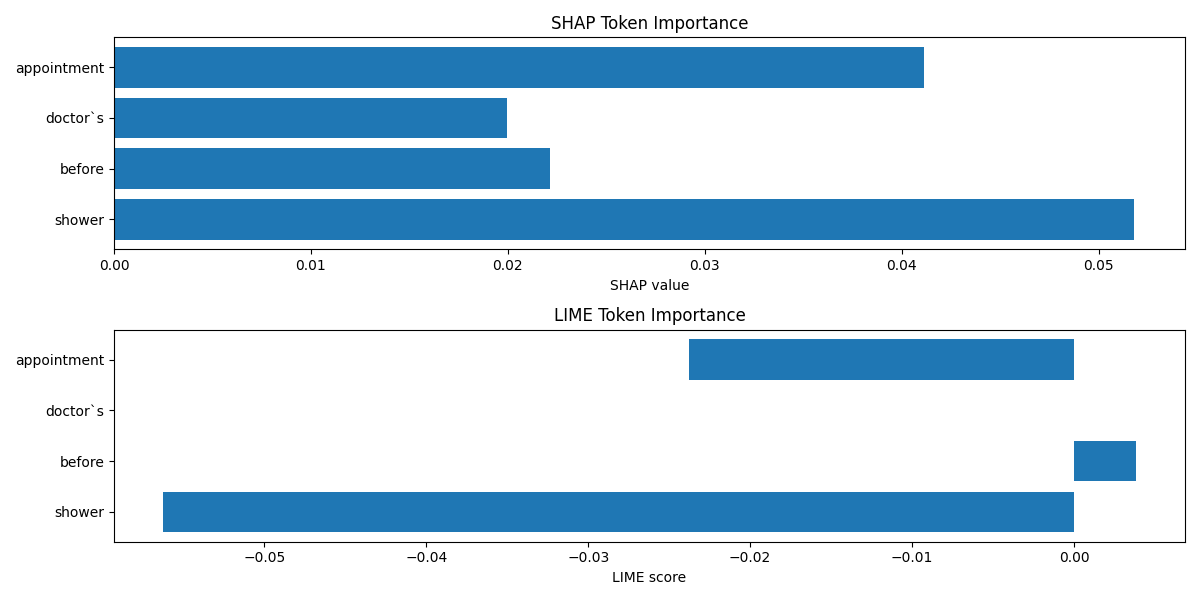 SHAP Token Importance
appointment
doctor`s
before
shower
0.00 0.01 0.02 0.03 0.04 0.05
SHAP value
LIME Token Importance
appointment
doctor`s
before
shower
−0.05 −0.04 −0.03 −0.02 −0.01 0.00
LIME score